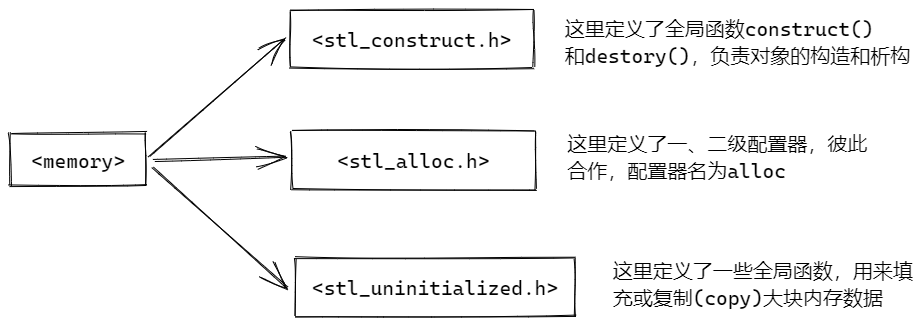 <stl_construct.h>
这里定义了全局函数construct()
和destory()，负责对象的构造和析构
<memory>
<stl_alloc.h>
这里定义了一、二级配置器，彼此
合作，配置器名为alloc
<stl_uninitialized.h>
这里定义了一些全局函数，用来填
充或复制(copy)大块内存数据